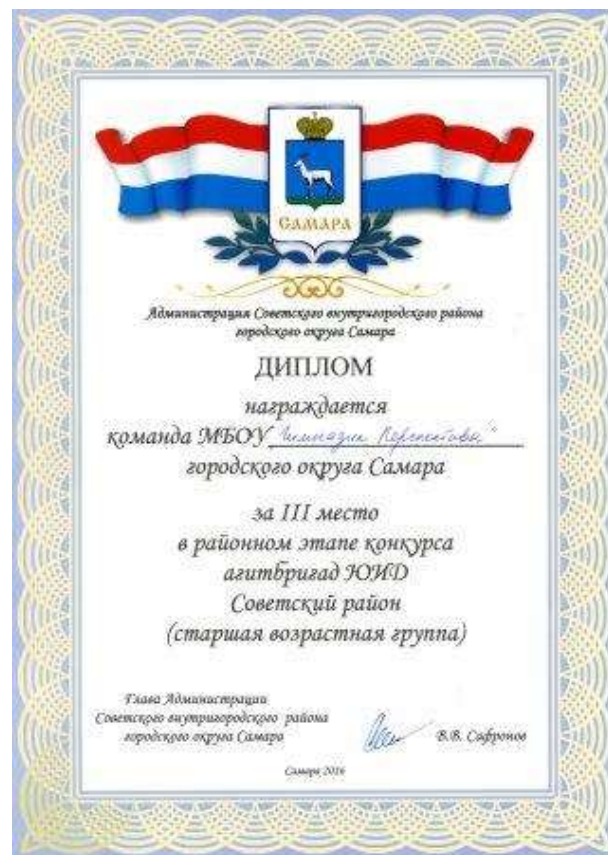 САМАРА
Администрация Советского внутригородского района
городского округа Самара
ДИПЛОМ
награждается
команда МБОУ "Гимназия Перспектива"
городского округа Самара
за III место
в районном этапе конкурса
агитбригад ЮИД
Советский район
(старшая возрастная группа)
Глава Администрации
Советского внутригородского района
городского округа Самара
В.В. Сафронов
Самара 2016